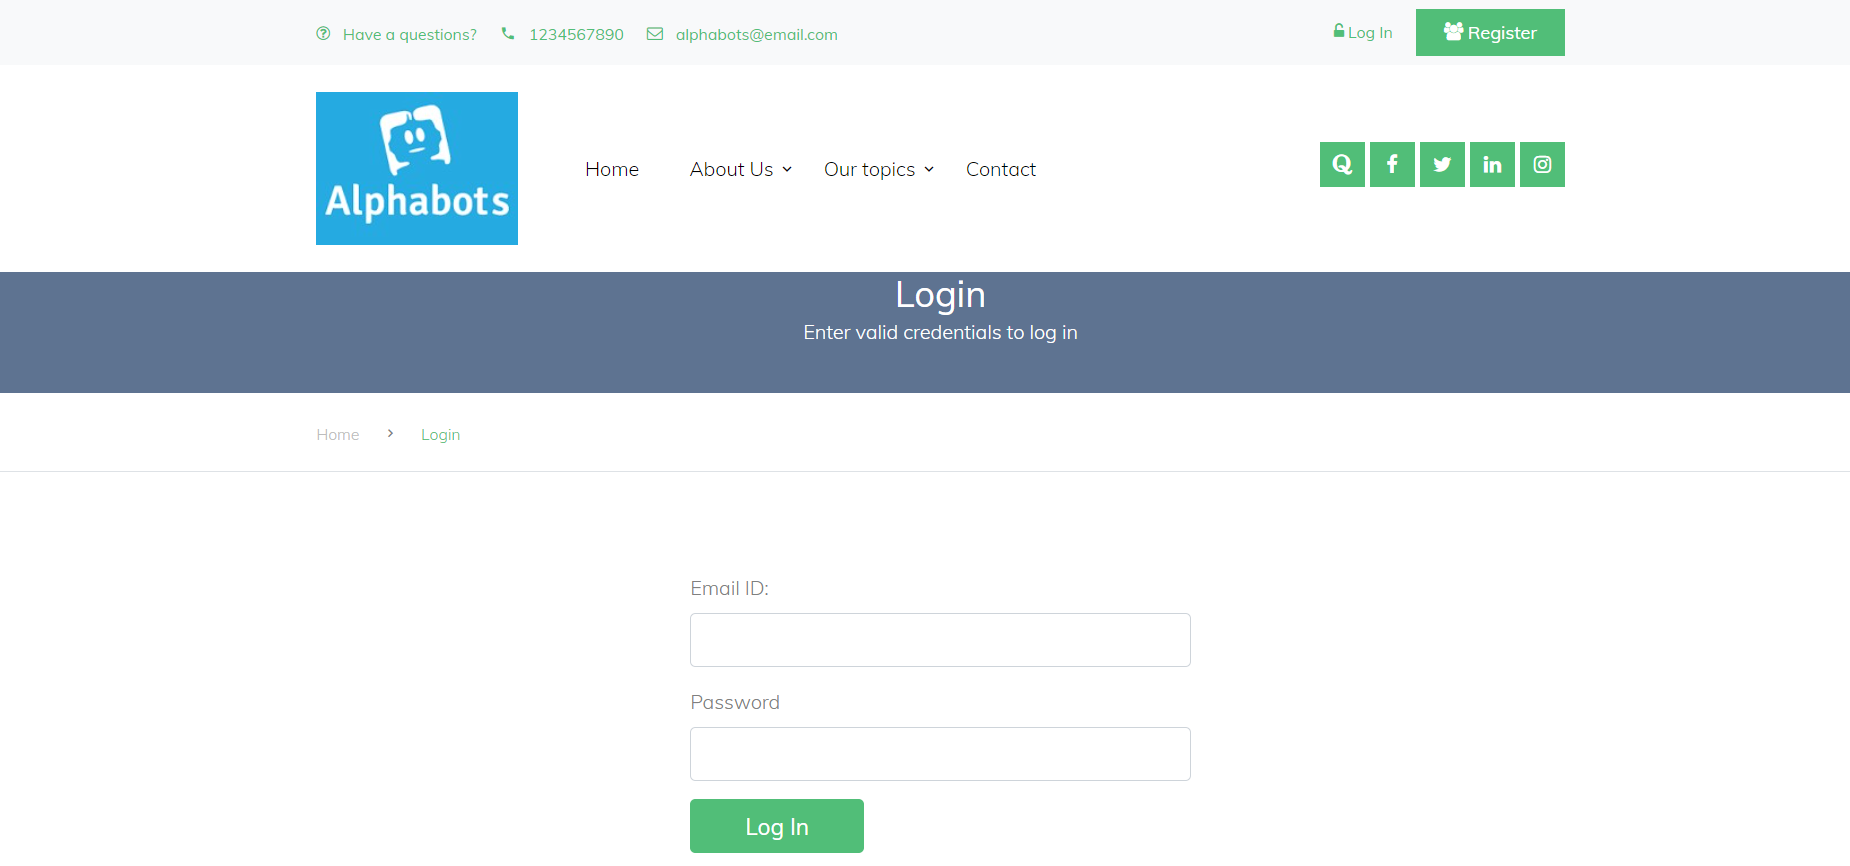 Have a questions? 1234567890 alphabots@email.com Log In Register
Alphabots
Home About Us Our topics Contact
Login
Enter valid credentials to log in
Home > Login
Email ID:
Password
Log In